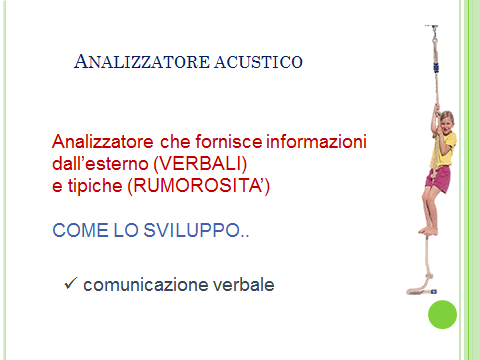 ANALIZZATORE ACUSTICO
Analizzatore che fornisce informazioni
dall'esterno (VERBALI)
e tipiche (RUMOROSITA')
COME LO SVILUPPO..
✓ comunicazione verbale